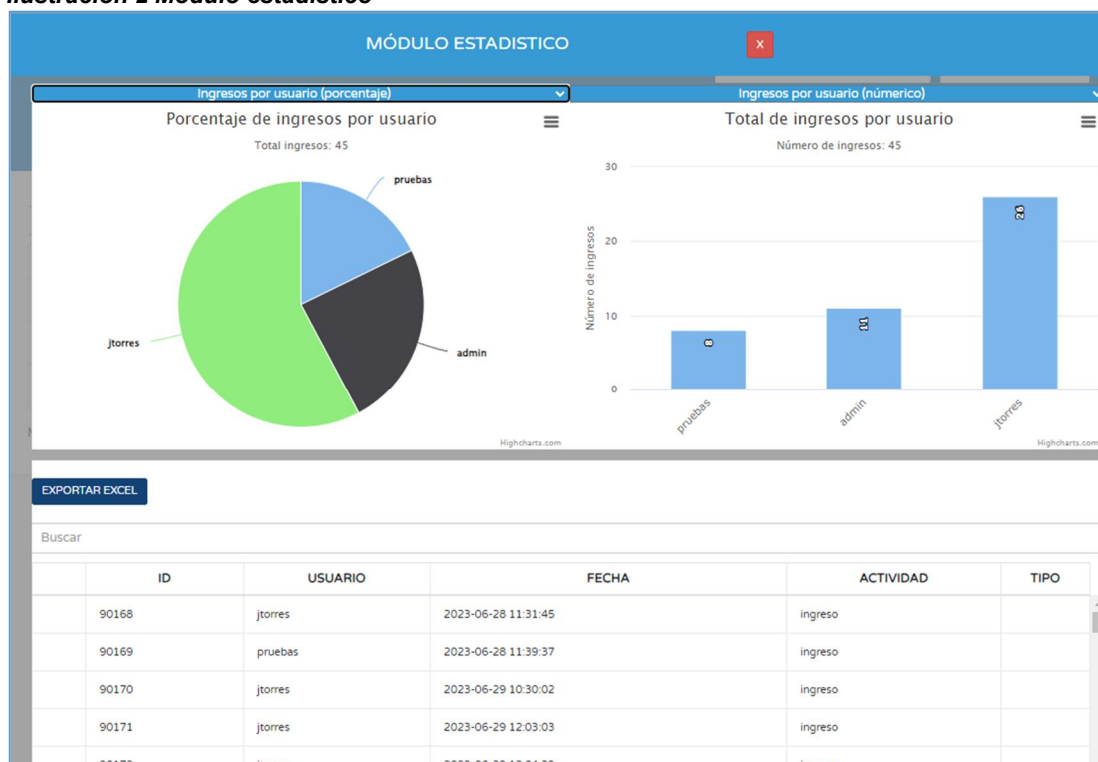 MÓDULO ESTADISTICO
X
Ingresos por usuario (porcentaje)
Ingresos por usuario (númerico)
Porcentaje de ingresos por usuario
Total ingresos: 45
pruebas
jtorres
admin
Highcharts.com
Total de ingresos por usuario
Número de ingresos: 45
Número de ingresos
30
20
10
0
8
11
26
pruebas
admin
jtorres
Highcharts.com
EXPORTAR EXCEL
Buscar
ID USUARIO FECHA ACTIVIDAD TIPO
90168 jtorres 2023-06-28 11:31:45 ingreso
90169 pruebas 2023-06-28 11:39:37 ingreso
90170 jtorres 2023-06-29 10:30:02 ingreso
90171 jtorres 2023-06-29 12:03:03 ingreso